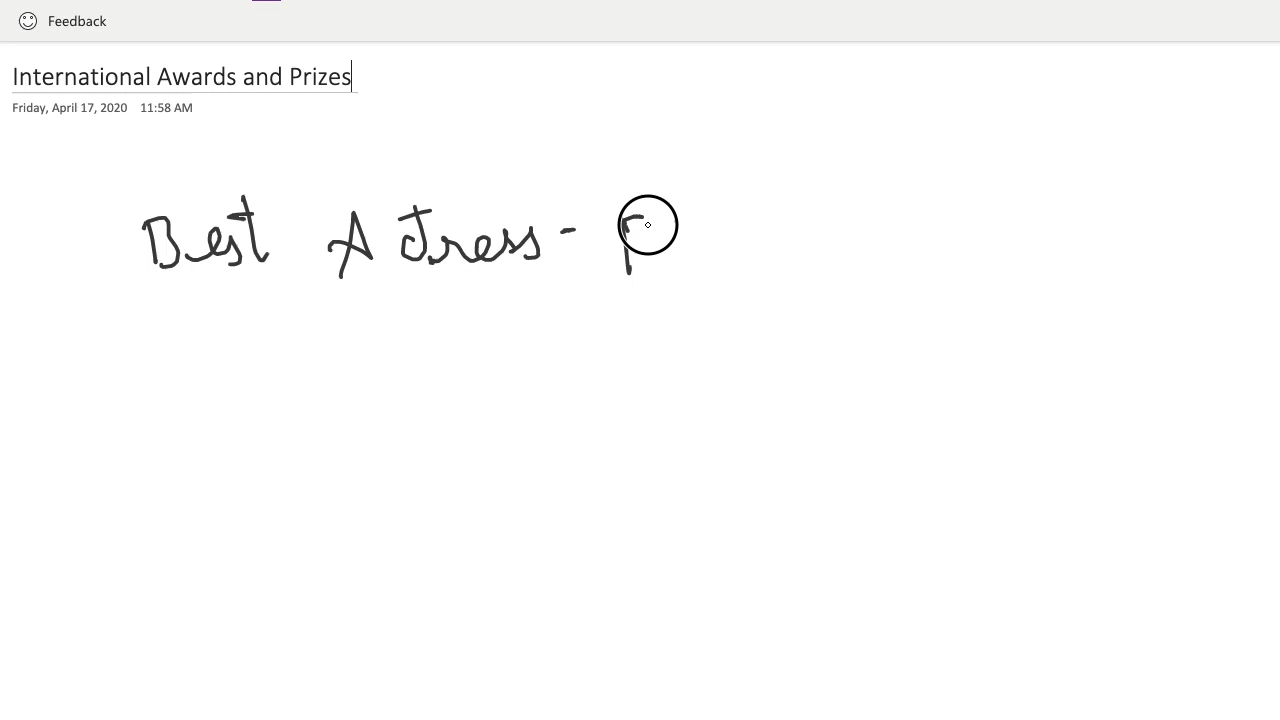 Feedback
International Awards and Prizes
Friday, April 17, 2020 11:58 AM
Best Actress -